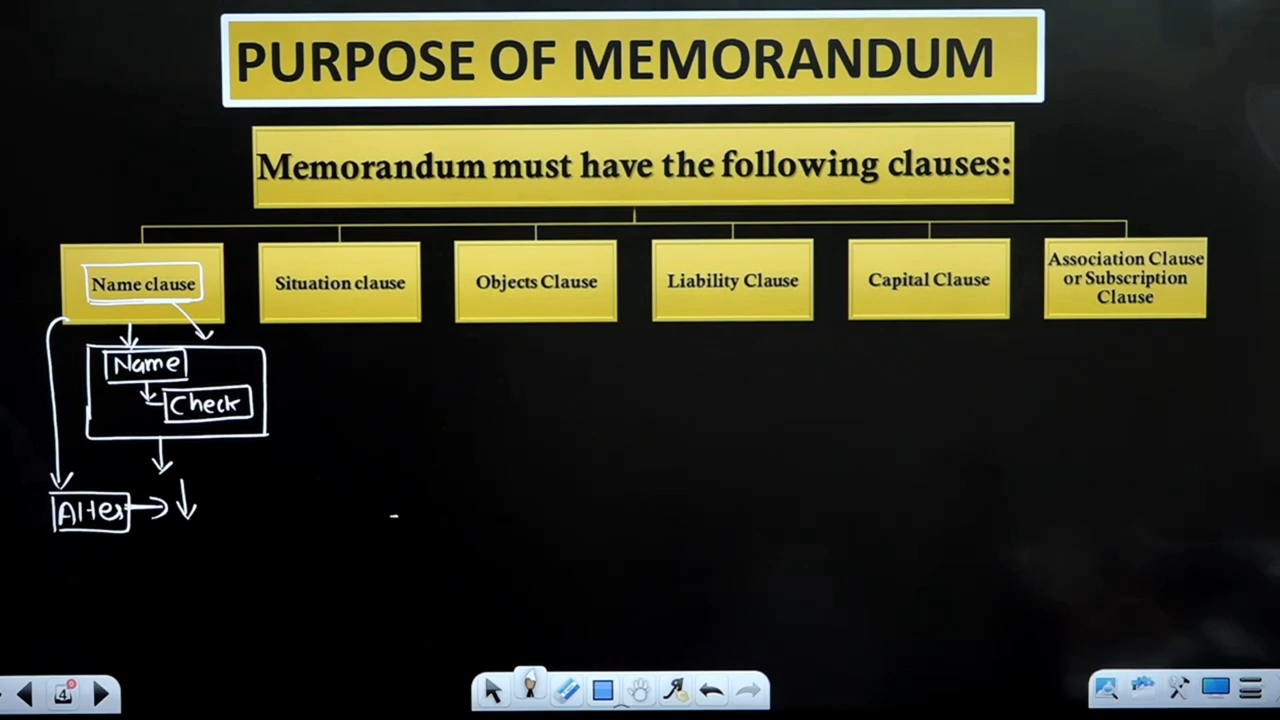 PURPOSE OF MEMORANDUM
Memorandum must have the following clauses:
Name clause
Situation clause
Objects Clause
Liability Clause
Capital Clause
Association Clause
or Subscription
Clause
Name
Check
Alter
4